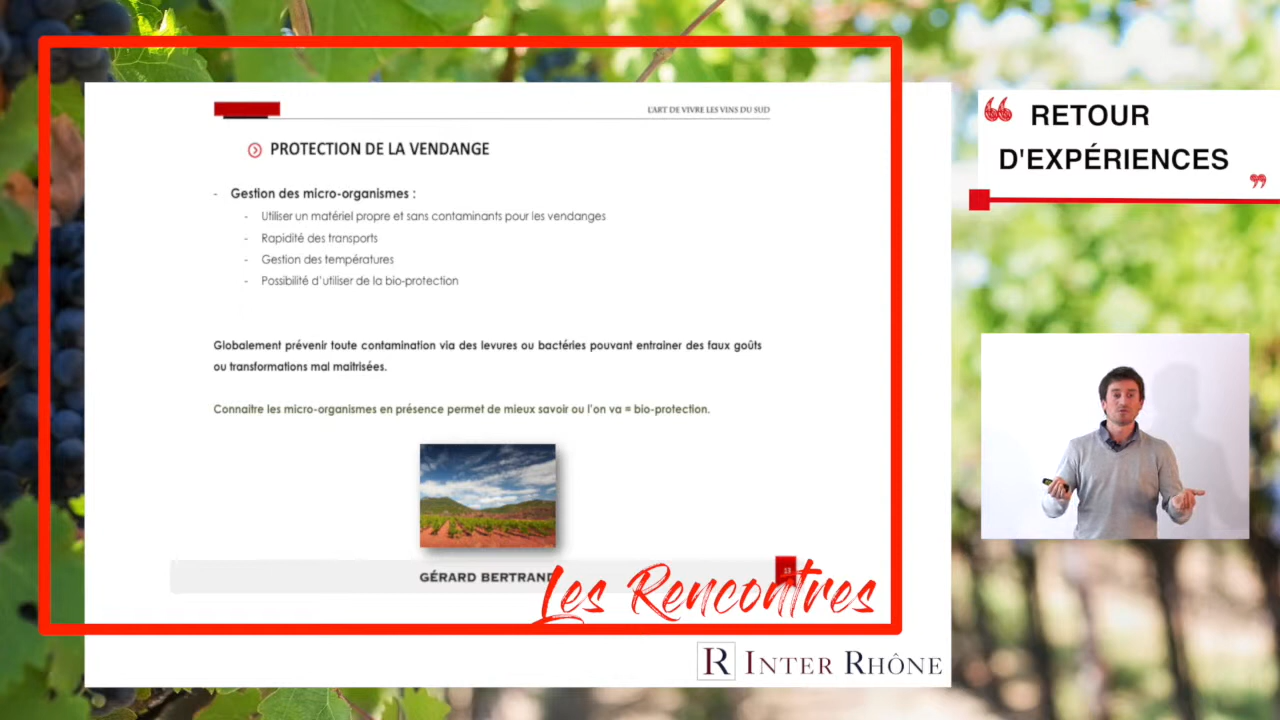 L'ART DE VIVRE LES VINS DU SUD
PROTECTION DE LA VENDANGE
- Gestion des micro-organismes :
- Utiliser un matériel propre et sans contaminants pour les vendanges
- Rapidité des transports
- Gestion des températures
- Possibilité d'utiliser de la bio-protection
Globalement prévenir toute contamination via des levures ou bactéries pouvant entrainer des faux goûts
ou transformations mal maitrisées.
Connaitre les micro-organismes en présence permet de mieux savoir ou l'on va = bio-protection.
GÉRARD BERTRAND
13
Les Rencontres
R INTER RHÔNE
“ RETOUR
D'EXPÉRIENCES
”